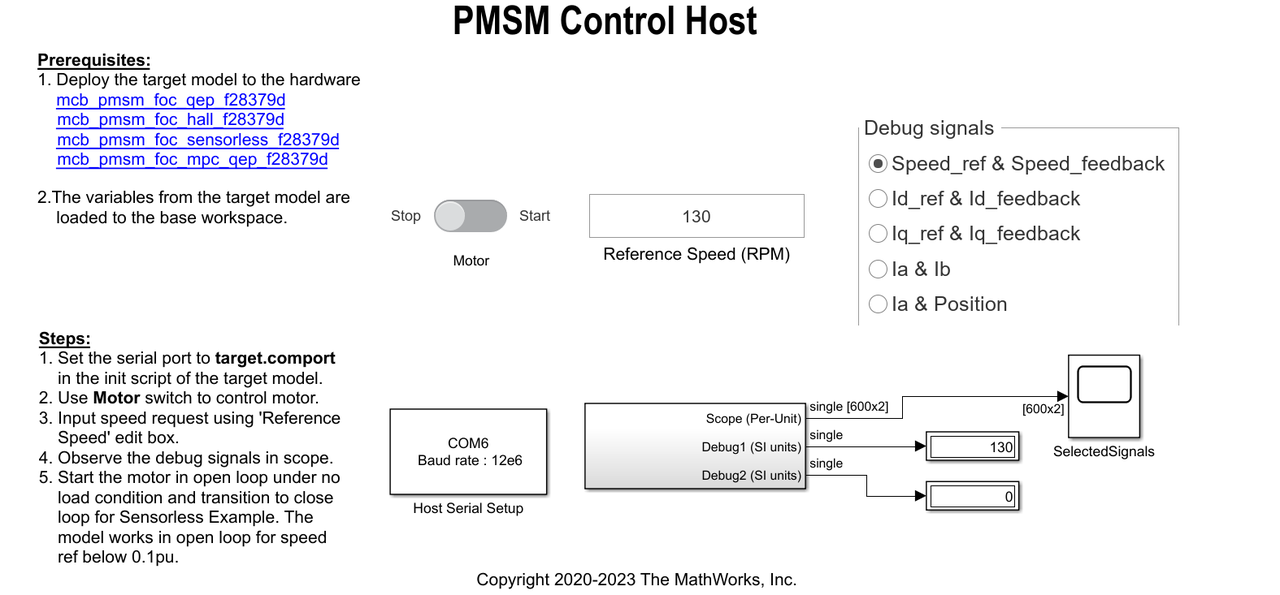 PMSM Control Host
Prerequisites:
1. Deploy the target model to the hardware
mcb_pmsm_foc_qep_f28379d
mcb_pmsm_foc_hall_f28379d
mcb_pmsm_foc_sensorless_f28379d
mcb_pmsm_foc_mpc_qep_f28379d
2.The variables from the target model are
loaded to the base workspace.
Stop
Start
Motor
130
Reference Speed (RPM)
Debug signals
Speed_ref & Speed_feedback
Id_ref & Id_feedback
Iq_ref & Iq_feedback
Ia & Ib
Ia & Position
Steps:
1. Set the serial port to target.comport
in the init script of the target model.
2. Use Motor switch to control motor.
3. Input speed request using 'Reference
Speed' edit box.
4. Observe the debug signals in scope.
5. Start the motor in open loop under no
load condition and transition to close
loop for Sensorless Example. The
model works in open loop for speed
ref below 0.1pu.
COM6
Baud rate : 12e6
Host Serial Setup
Scope (Per-Unit)
Debug1 (SI units)
Debug2 (SI units)
single [600x2]
single
single
[600x2]
130
0
SelectedSignals
Copyright 2020-2023 The MathWorks, Inc.